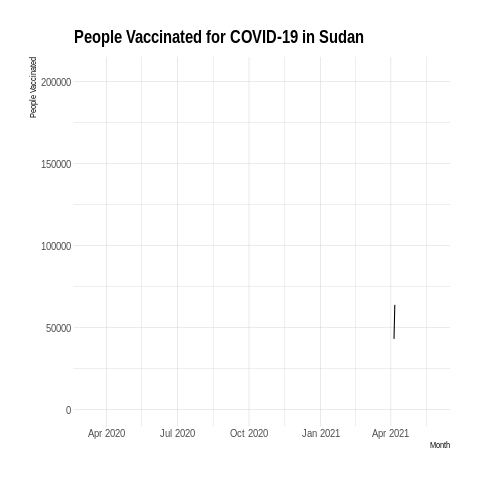 People Vaccinated for COVID-19 in Sudan
People Vaccinated
200000
150000
100000
50000
0
Apr 2020 Jul 2020 Oct 2020 Jan 2021 Apr 2021
Month